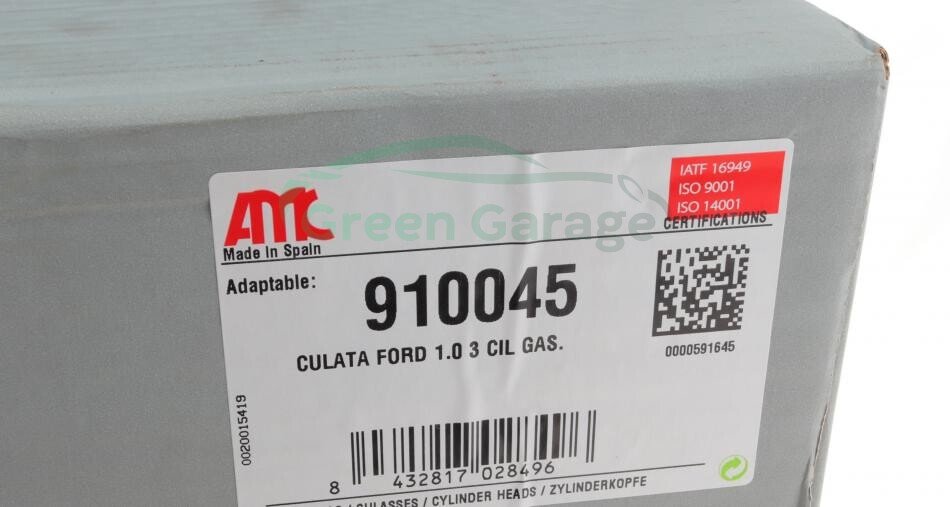 IATF 16949
ISO 9001
ISO 14001
CERTIFICATIONS
AMC
Green Garage
Made In Spain
Adaptable:
910045
CULATA FORD 1.0 3 CIL GAS.
0000591645
0020015419
8 432817 028496
/ CULASSES / CYLINDER HEADS / ZYLINDERKOPFE